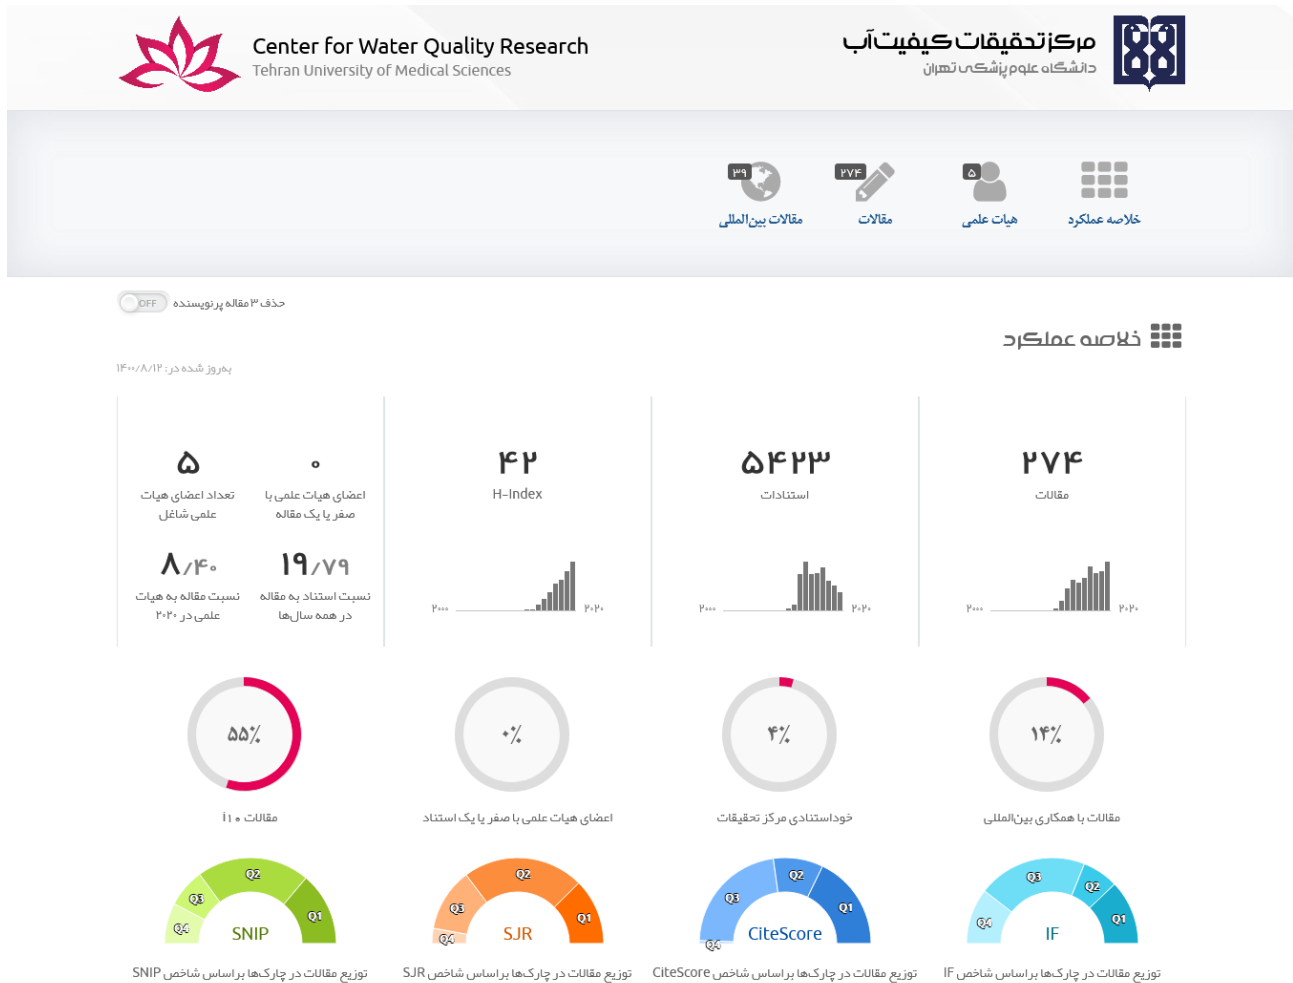 مرکز تحقیقات کیفیت آب
دانشگاه علوم پزشکی تهران
Center for Water Quality Research
Tehran University of Medical Sciences
۵
۲۷۴
۳۹
خلاصه عملکرد
هیات علمی
مقالات
مقالات بین‌المللی
حذف ۳ مقاله پرنویسنده
OFF
خلاصه عملکرد
به‌روز شده در: ۱۴۰۰/۸/۱۲
۲۷۴
مقالات
۲۰۰۰
۲۰۲۰
۵۴۲۳
استنادات
۲۰۰۰
۲۰۲۰
۴۲
H-Index
۲۰۰۰
۲۰۲۰
۰
اعضای هیات علمی با
صفر یا یک مقاله
۵
تعداد اعضای هیات
علمی شاغل
۱۹/۷۹
نسبت استناد به مقاله
در همه سال‌ها
۸/۴۰
نسبت مقاله به هیات
علمی در ۲۰۲۰
۱۴٪
مقالات با همکاری بین‌المللی
۴٪
خوداستنادی مرکز تحقیقات
۰٪
اعضای هیات علمی با صفر یا یک استناد
۵۵٪
مقالات i۱۰
Q1
Q2
Q3
Q4
IF
توزیع مقالات در چارک‌ها براساس شاخص IF
Q1
Q2
Q3
Q4
CiteScore
توزیع مقالات در چارک‌ها براساس شاخص CiteScore
Q1
Q2
Q3
Q4
SJR
توزیع مقالات در چارک‌ها براساس شاخص SJR
Q1
Q2
Q3
Q4
SNIP
توزیع مقالات در چارک‌ها براساس شاخص SNIP